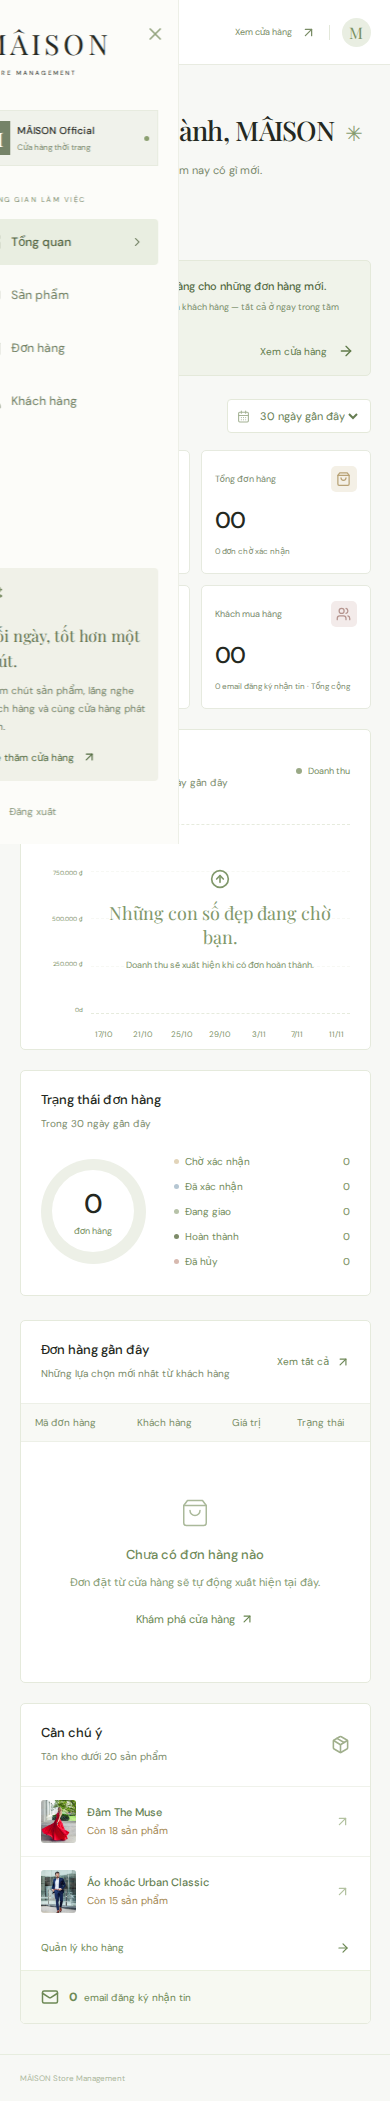 MÂISON
RE MANAGEMENT
MÂISON Official
Cửa hàng thời trang
NG GIAN LÀM VIỆC
Tổng quan
Sản phẩm
Đơn hàng
Khách hàng
ỗi ngày, tốt hơn một
út.
m chút sản phẩm, lắng nghe
ch hàng và cùng cửa hàng phát
n.
thăm cửa hàng
Đăng xuất
Xem cửa hàng
M
ành, MÂISON
m nay có gì mới.
àng cho những đơn hàng mới.
khách hàng — tất cả ở ngay trong tầm
Xem cửa hàng
30 ngày gần đây
Tổng đơn hàng
00
0 đơn chờ xác nhận
Khách mua hàng
00
0 email đăng ký nhận tin · Tổng cộng
ày gần đây
Doanh thu
750.000 ₫
500.000 ₫
250.000 ₫
0₫
Những con số đẹp đang chờ
bạn.
Doanh thu sẽ xuất hiện khi có đơn hoàn thành.
17/10 21/10 25/10 29/10 3/11 7/11 11/11
Trạng thái đơn hàng
Trong 30 ngày gần đây
0
đơn hàng
Chờ xác nhận 0
Đã xác nhận 0
Đang giao 0
Hoàn thành 0
Đã hủy 0
Đơn hàng gần đây
Những lựa chọn mới nhất từ khách hàng
Xem tất cả
Mã đơn hàng Khách hàng Giá trị Trạng thái
Chưa có đơn hàng nào
Đơn đặt từ cửa hàng sẽ tự động xuất hiện tại đây.
Khám phá cửa hàng
Cần chú ý
Tồn kho dưới 20 sản phẩm
Đầm The Muse
Còn 18 sản phẩm
Áo khoác Urban Classic
Còn 15 sản phẩm
Quản lý kho hàng
0 email đăng ký nhận tin
MÂISON Store Management